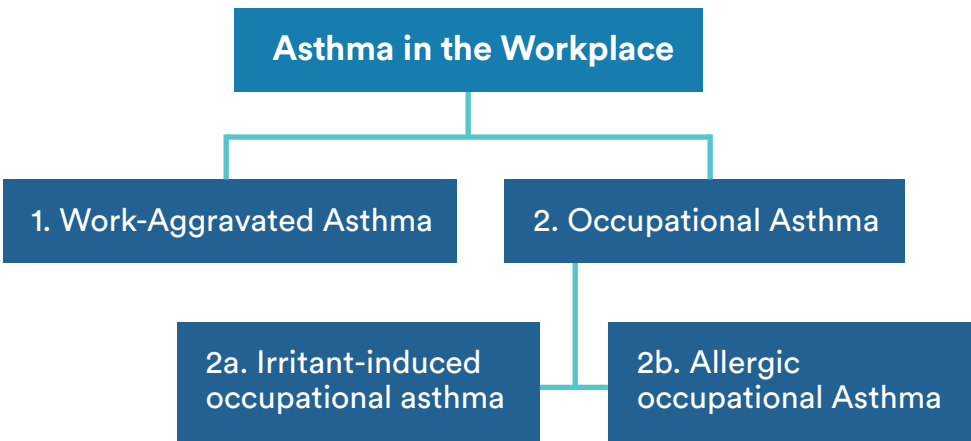 Asthma in the Workplace
1. Work-Aggravated Asthma
2. Occupational Asthma
2a. Irritant-induced
occupational asthma
2b. Allergic
occupational Asthma